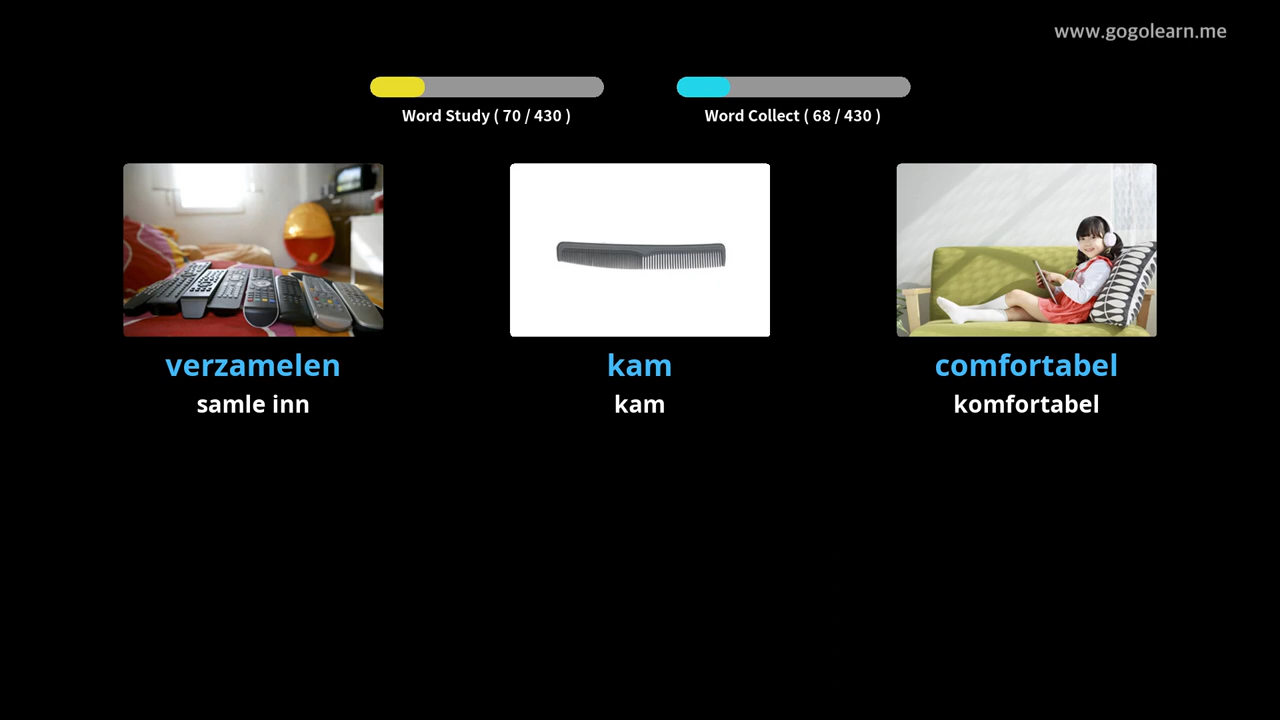 www.gogolearn.me
Word Study ( 70 / 430 )
Word Collect ( 68 / 430 )
verzamelen
samle inn
kam
kam
comfortabel
komfortabel